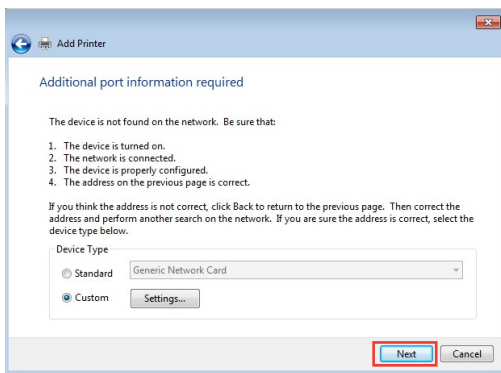 Add Printer
Additional port information required
The device is not found on the network. Be sure that:
1. The device is turned on.
2. The network is connected.
3. The device is properly configured.
4. The address on the previous page is correct.
If you think the address is not correct, click Back to return to the previous page. Then correct the
address and perform another search on the network. If you are sure the address is correct, select the
device type below.
Device Type
Standard Generic Network Card
Custom Settings...
Next Cancel